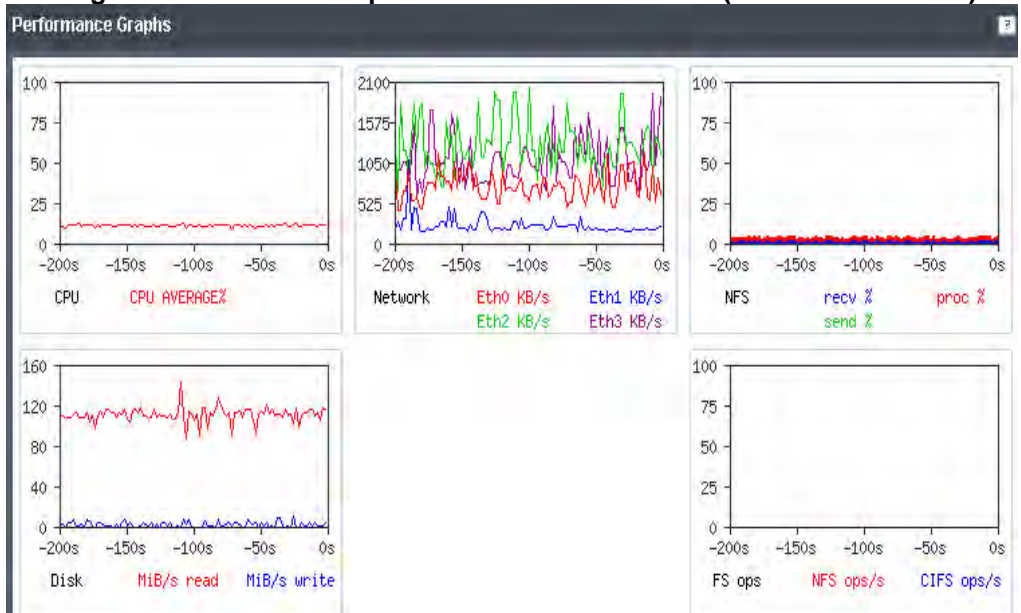 Performance Graphs
?
100
75
50
25
0
-200s -150s -100s -50s 0s
CPU CPU AVERAGE%
2100
1575
1050
525
0
-200s -150s -100s -50s 0s
Network Eth0 KB/s Eth1 KB/s
Eth2 KB/s Eth3 KB/s
100
75
50
25
0
-200s -150s -100s -50s 0s
NFS recv % proc %
send %
160
120
80
40
0
-200s -150s -100s -50s 0s
Disk MiB/s read MiB/s write
100
75
50
25
0
-200s -150s -100s -50s 0s
FS ops NFS ops/s CIFS ops/s